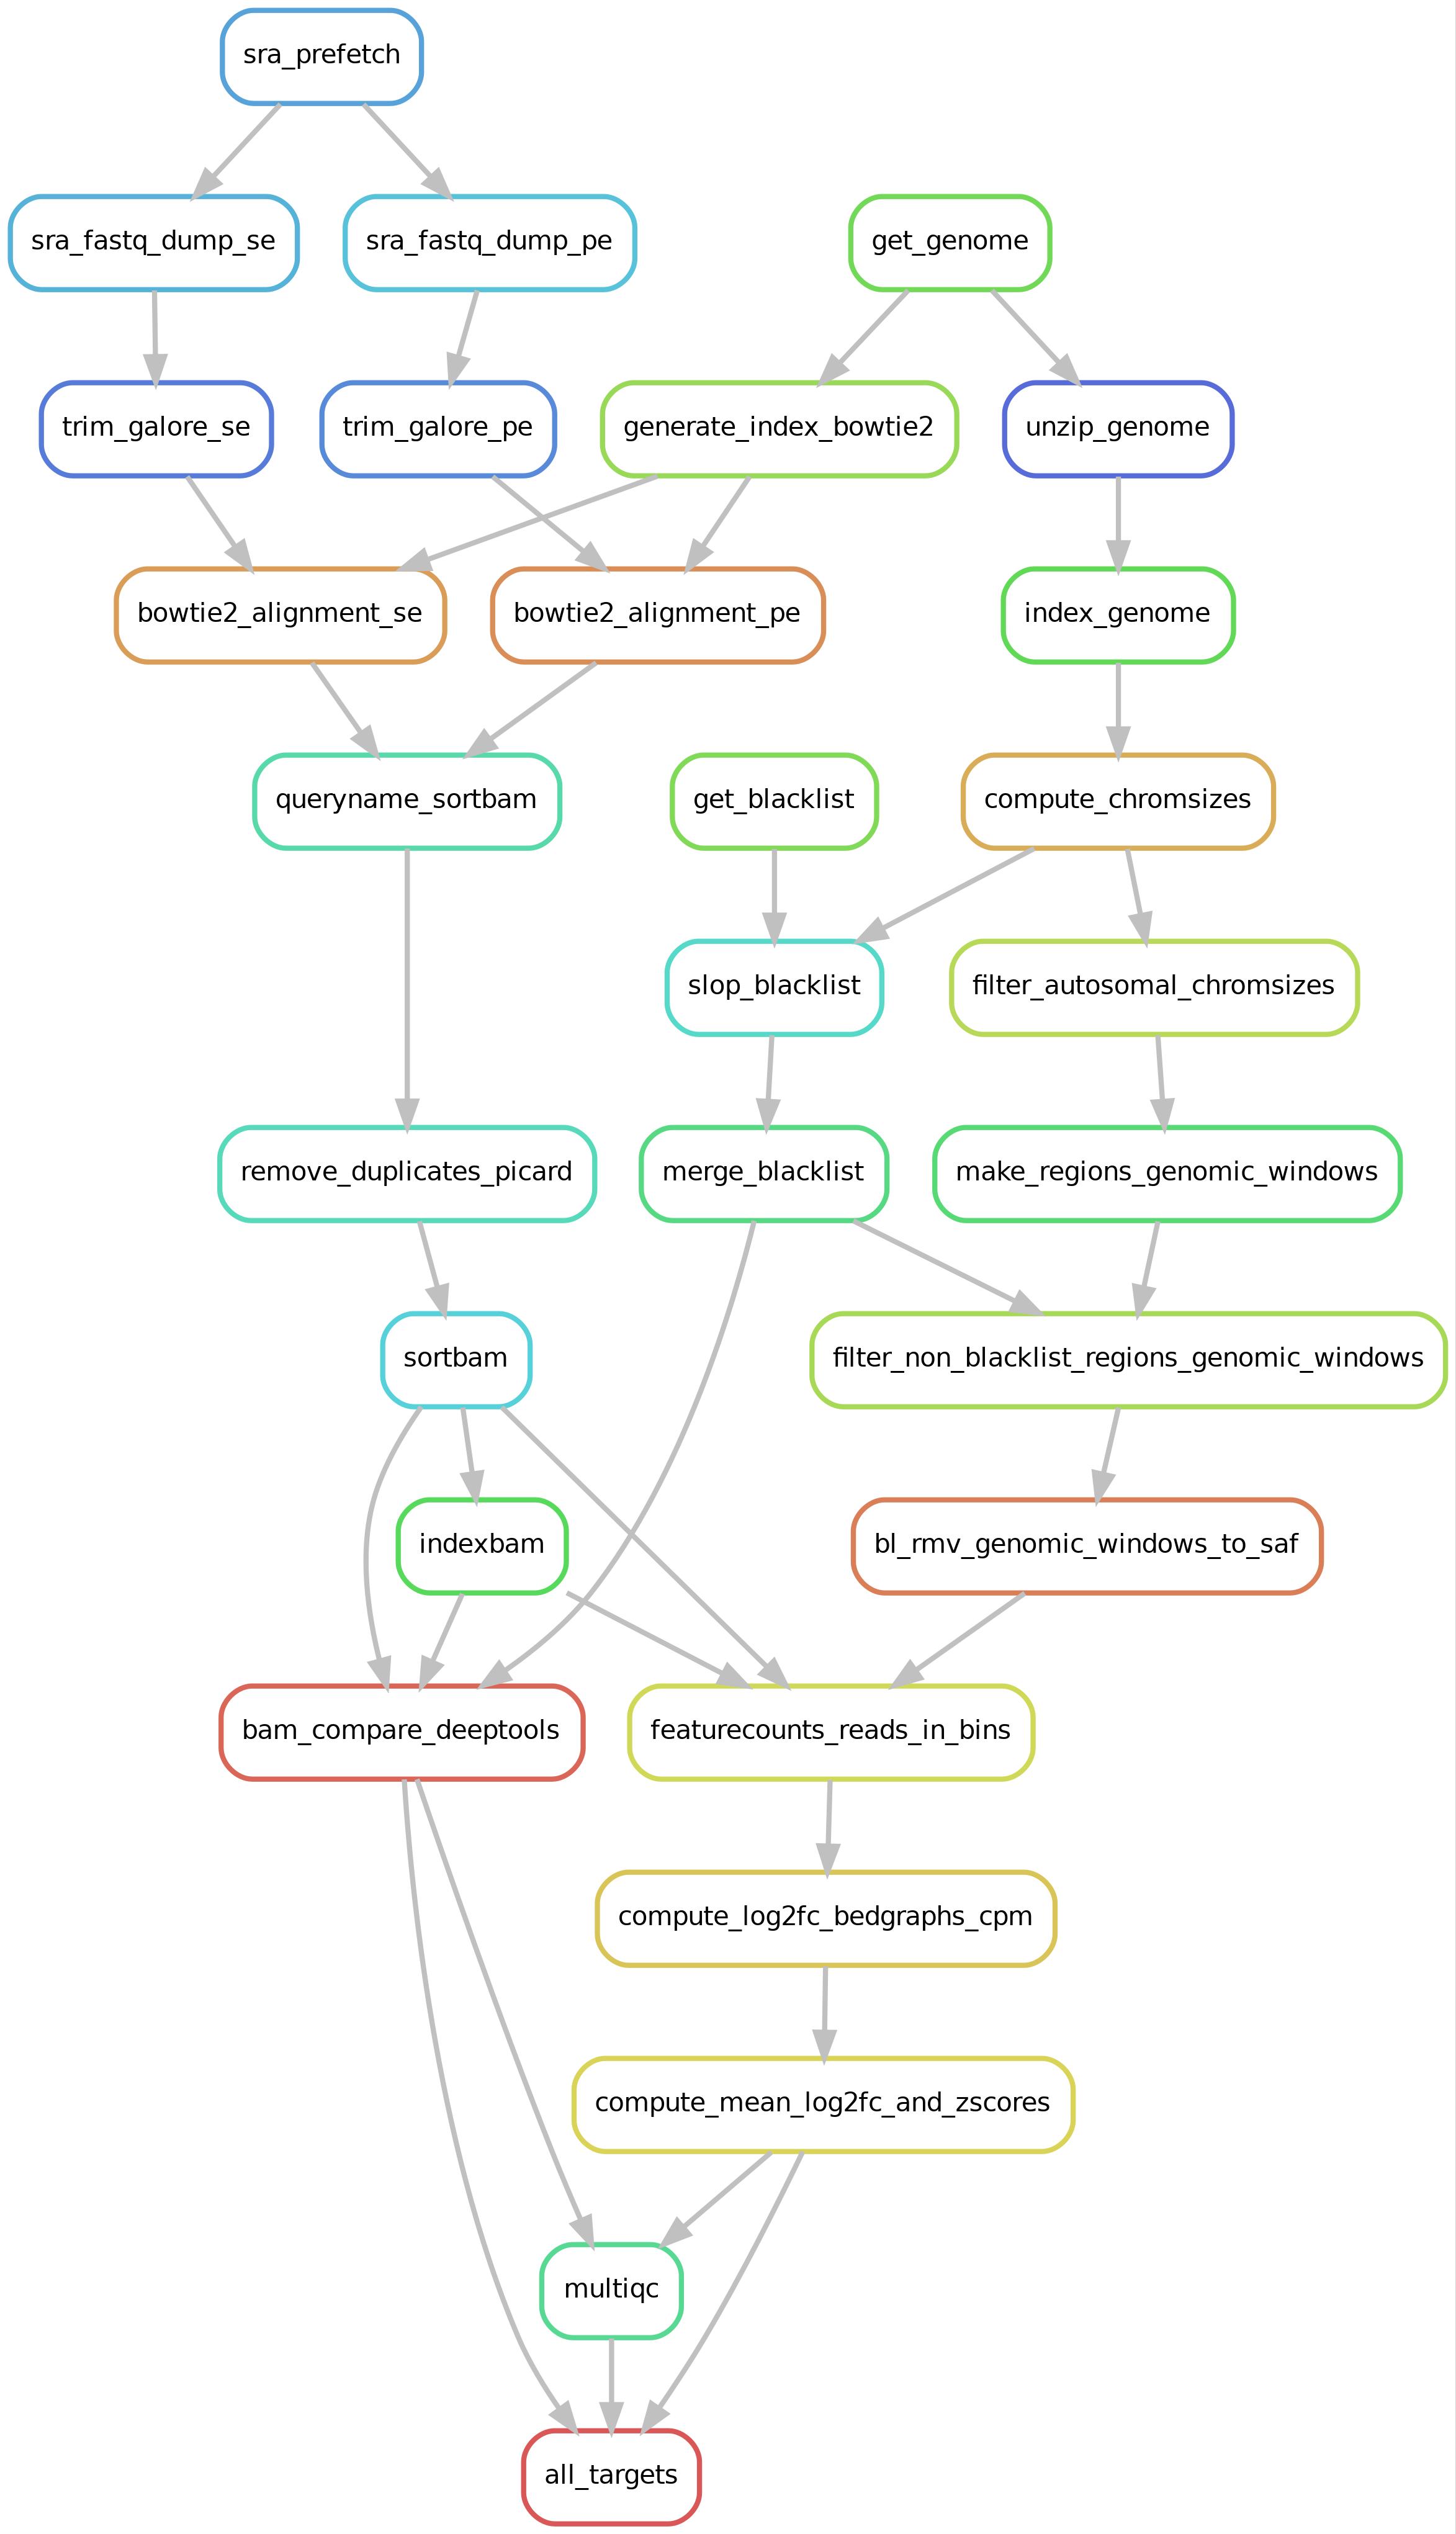 sra_prefetch
sra_fastq_dump_se
sra_fastq_dump_pe
get_genome
trim_galore_se
trim_galore_pe
generate_index_bowtie2
unzip_genome
bowtie2_alignment_se
bowtie2_alignment_pe
index_genome
queryname_sortbam
get_blacklist
compute_chromsizes
slop_blacklist
filter_autosomal_chromsizes
remove_duplicates_picard
merge_blacklist
make_regions_genomic_windows
sortbam
filter_non_blacklist_regions_genomic_windows
indexbam
bl_rmv_genomic_windows_to_saf
bam_compare_deeptools
featurecounts_reads_in_bins
compute_log2fc_bedgraphs_cpm
compute_mean_log2fc_and_zscores
multiqc
all_targets